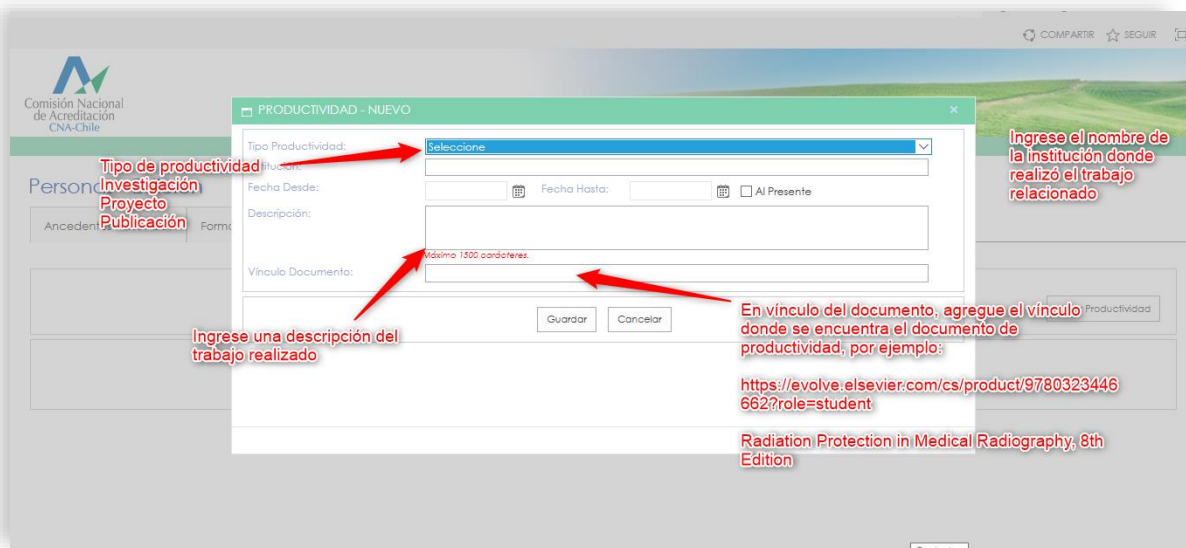 COMPARTIR SEGUIR
Comisión Nacional
de Acreditación
CNA-Chile
PRODUCTIVIDAD - NUEVO
Tipo Productividad: Seleccione
Fecha Desde: Fecha Hasta: Al Presente
Descripción:
Máximo 1500 carácteres.
Vínculo Documento:
Guardar Cancelar
Tipo de productividad
Investigación
Proyecto
Publicación
Ingrese el nombre de
la institución donde
realizó el trabajo
relacionado
Ingrese una descripción del
trabajo realizado
En vínculo del documento, agregue el vínculo
donde se encuentra el documento de
productividad, por ejemplo:
https://evolve.elsevier.com/cs/product/9780323446
662?role=student
Radiation Protection in Medical Radiography, 8th
Edition
Productividad